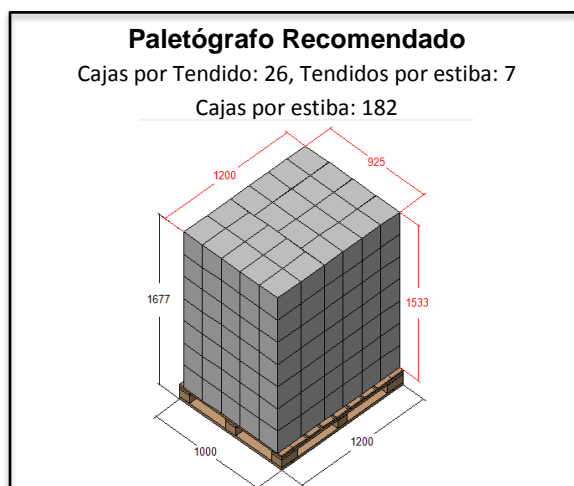 Paletógrafo Recomendado
Cajas por Tendido: 26, Tendidos por estiba: 7
Cajas por estiba: 182
1200
925
1677
1533
1000
1200